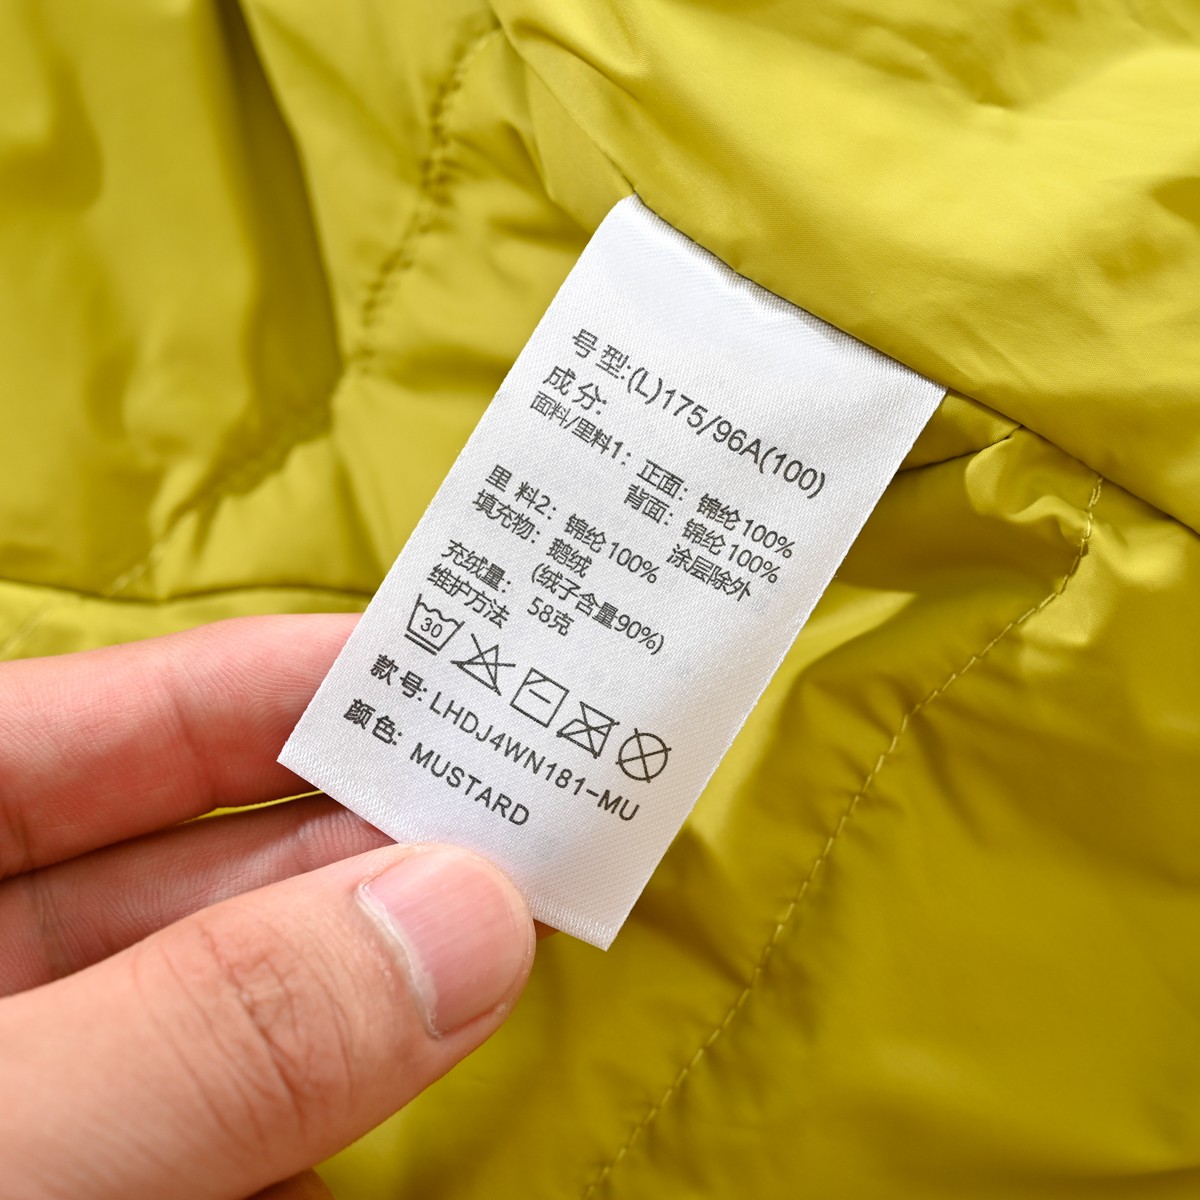 号型:(L)175/96A(100)
成分:
面料/里料1: 正面: 锦纶100%
背面: 锦纶100%
涂层除外
里料2: 锦纶100%
填充物: 鹅绒
(绒子含量90%)
充绒量: 58克
维护方法
30
款号: LHDJ4WN181-MU
颜色: MUSTARD